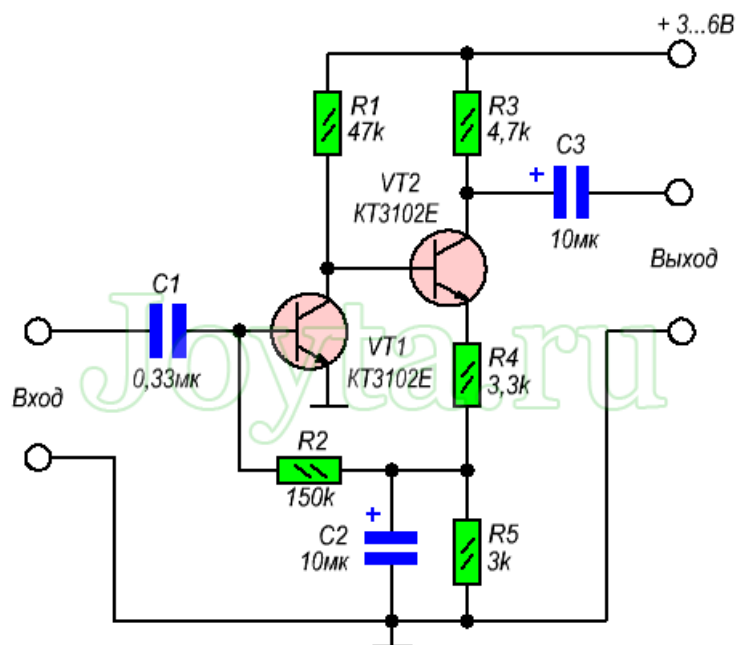 + 3...6В
R1
47k
R3
4,7k
C3
+
10мк
VT2
КТ3102Е
Выход
C1
0,33мк
VT1
КТ3102Е
R4
3,3k
Вход
R2
150k
+
C2
10мк
R5
3k
Joyta.ru